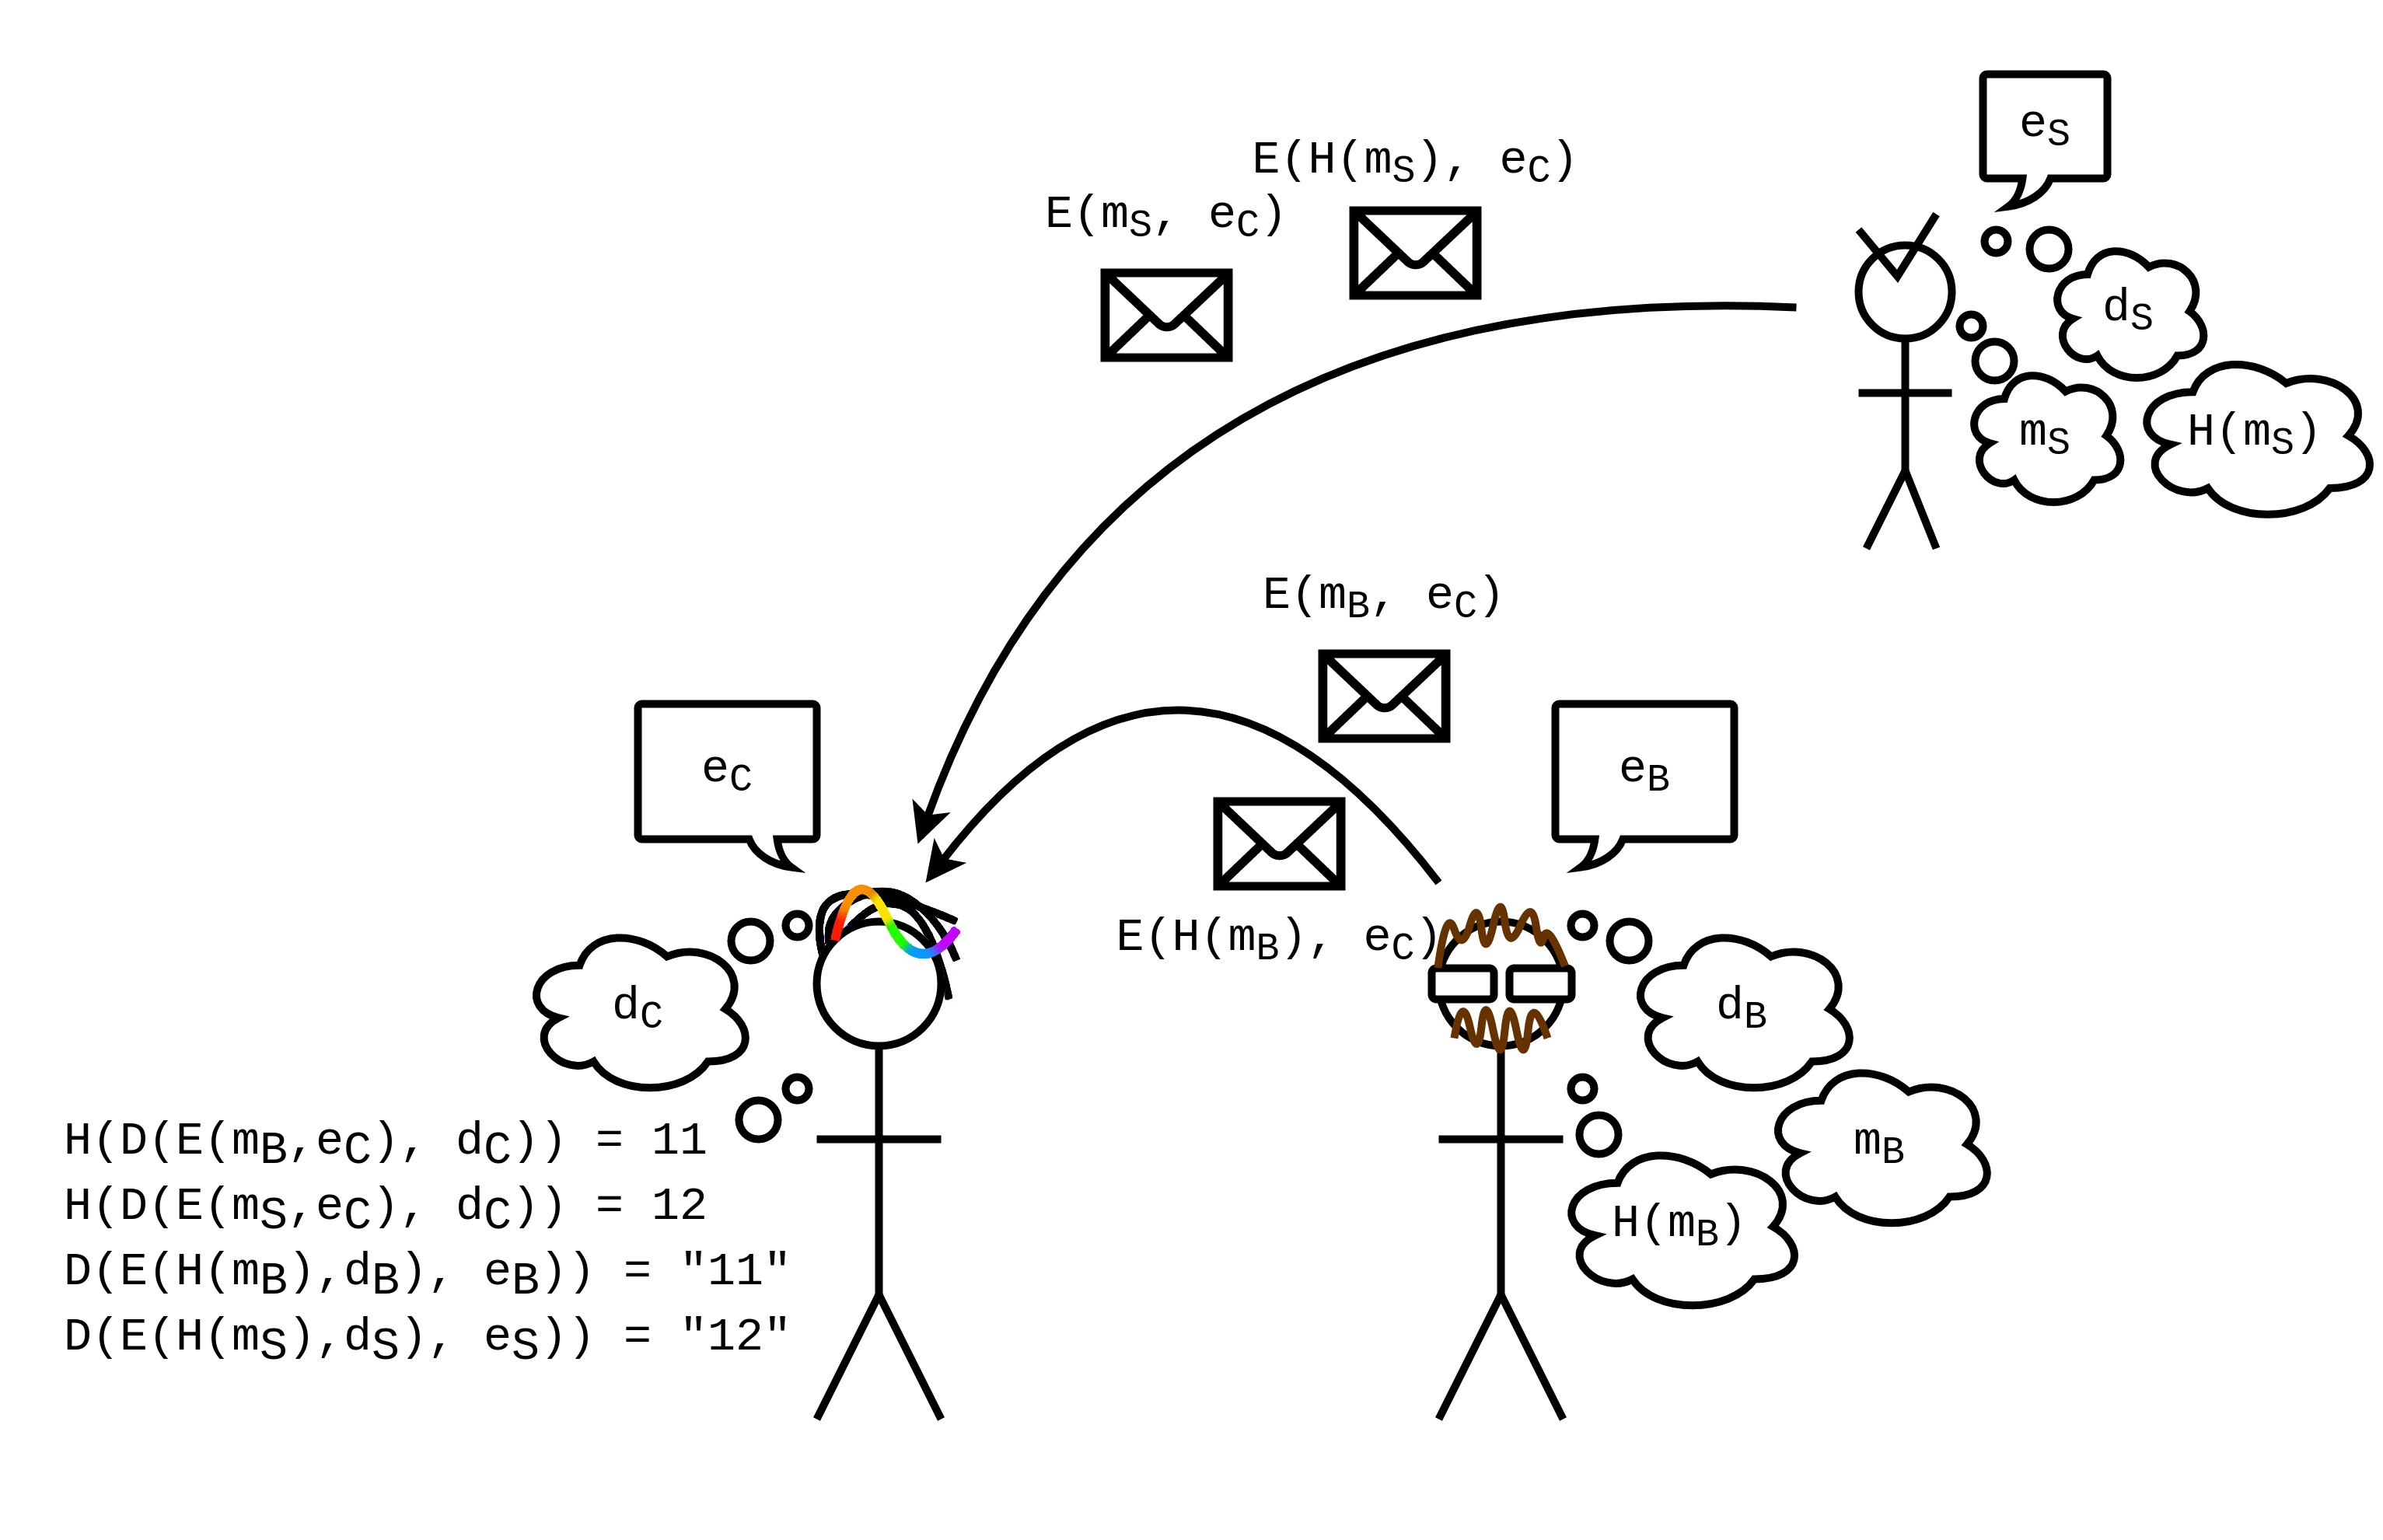 e_S
E(H(m_S), e_C)
E(m_S, e_C)
d_S
m_S
H(m_S)
E(m_B, e_C)
e_C
e_B
E(H(m_B), e_C)
d_C
d_B
m_B
H(m_B)
H(D(E(m_B,e_C), d_C)) = 11
H(D(E(m_S,e_C), d_C)) = 12
D(E(H(m_B),d_B), e_B)) = "11"
D(E(H(m_S),d_S), e_S)) = "12"